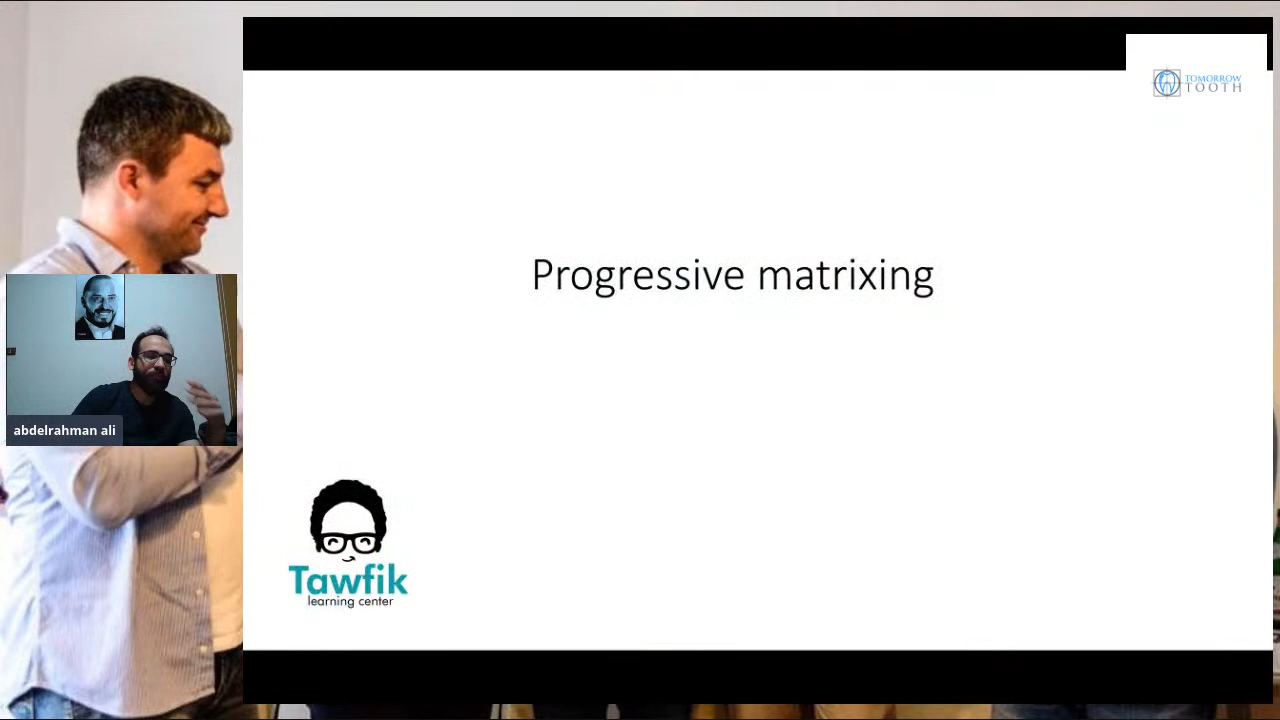 TOMORROW
TOOTH
Progressive matrixing
abdelrahman ali
Tawfik
learning center